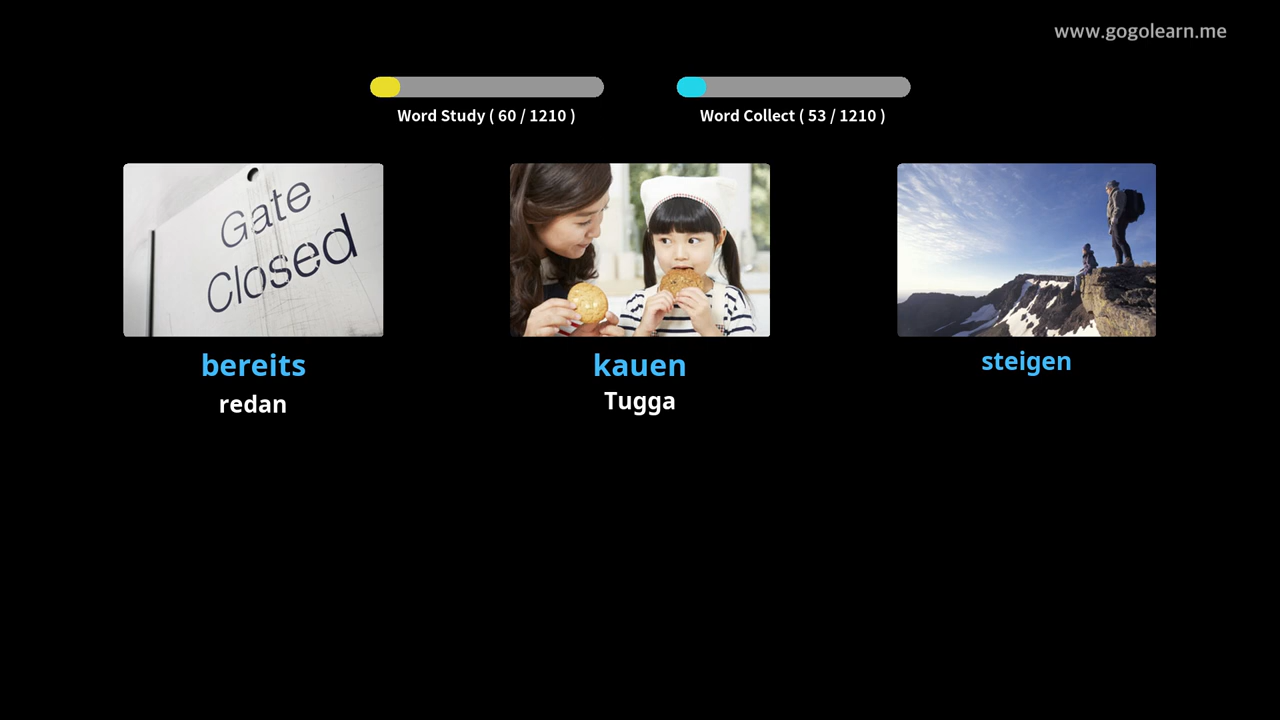 www.gogolearn.me
Word Study ( 60 / 1210 )
Word Collect ( 53 / 1210 )
Gate
Closed
bereits
redan
kauen
Tugga
steigen